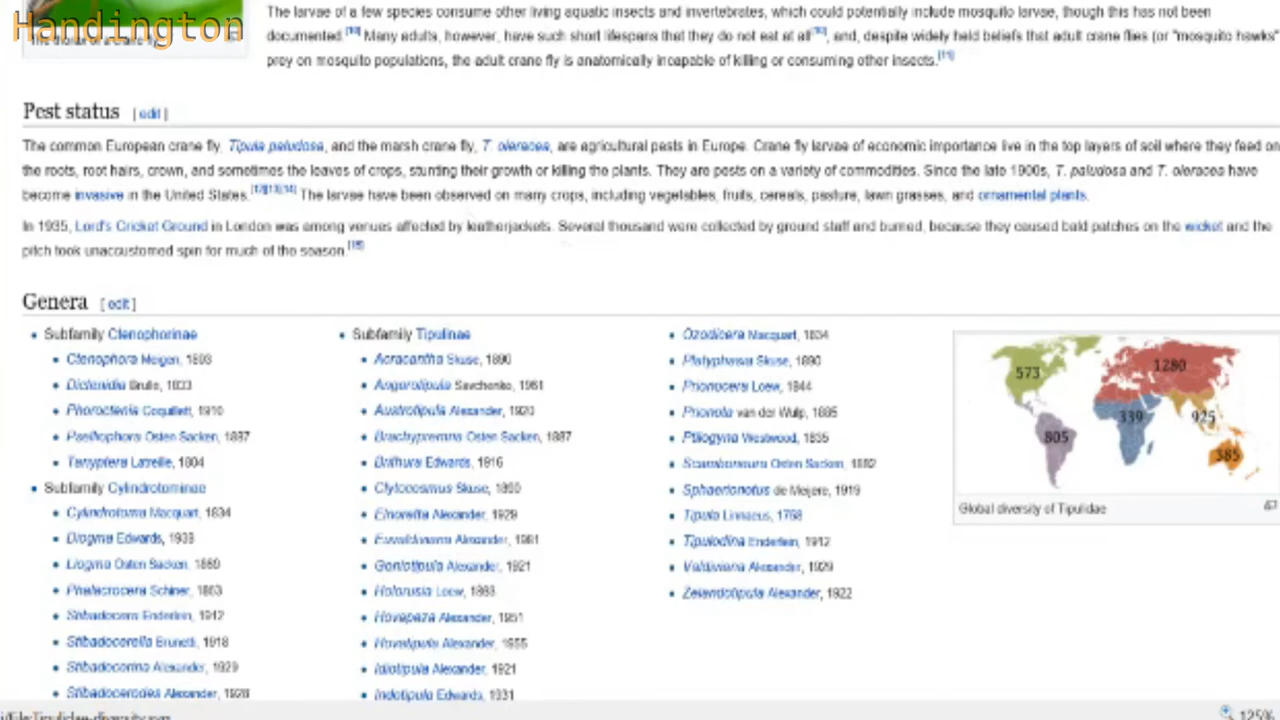 Handington
The larvae of a few species consume other living aquatic insects and invertebrates, which could potentially include mosquito larvae, though this has not been
documented.[10] Many adults, however, have such short lifespans that they do not eat at all[10], and, despite widely held beliefs that adult crane flies (or "mosquito hawks"
prey on mosquito populations, the adult crane fly is anatomically incapable of killing or consuming other insects.[11]
Pest status [ edit ]
The common European crane fly, Tipula paludosa, and the marsh crane fly, T. oleracea, are agricultural pests in Europe. Crane fly larvae of economic importance live in the top layers of soil where they feed on
the roots, root hairs, crown, and sometimes the leaves of crops, stunting their growth or killing the plants. They are pests on a variety of commodities. Since the late 1900s, T. paludosa and T. oleracea have
become invasive in the United States.[12][13][14] The larvae have been observed on many crops, including vegetables, fruits, cereals, pasture, lawn grasses, and ornamental plants.
In 1935, Lord's Cricket Ground in London was among venues affected by leatherjackets. Several thousand were collected by ground staff and burned, because they caused bald patches on the wicket and the
pitch took unaccustomed spin for much of the season.[15]
Genera [ edit ]
Subfamily Ctenophorinae
Ctenophora Meigen, 1803
Dictenidia Brulle, 1833
Phoroctenia Coquillett, 1910
Pselliophora Osten Sacken, 1887
Tanyptera Latreille, 1804
Subfamily Cylindrotominae
Cylindrotoma Macquart, 1834
Diogma Edwards, 1938
Liogma Osten Sacken, 1869
Phalacrocera Schiner, 1863
Stibadocera Enderlein, 1912
Stibadocerella Brunetti, 1918
Stibadocerina Alexander, 1929
Stibadocerodes Alexander, 1928
Subfamily Tipulinae
Acracantha Skuse, 1890
Angarotipula Savchenko, 1961
Austrotipula Alexander, 1920
Brachypremna Osten Sacken, 1887
Brithura Edwards, 1916
Clytocosmus Skuse, 1890
Elnoretta Alexander, 1929
Euvaldiviana Alexander, 1981
Goniotipula Alexander, 1921
Holorusia Loew, 1863
Hovapeza Alexander, 1951
Hovatipula Alexander, 1955
Idiotipula Alexander, 1921
Indotipula Edwards, 1931
Ozodicera Macquart, 1834
Platyphasia Skuse, 1890
Prionocera Loew, 1844
Prionota van der Wulp, 1885
Ptilogyna Westwood, 1835
Scamboneura Osten Sacken, 1882
Sphaerionotus de Meijere, 1919
Tipula Linnaeus, 1758
Tipulodina Enderlein, 1912
Valdiviana Alexander, 1929
Zelandotipula Alexander, 1922
573
1280
339
925
805
385
Global diversity of Tipulidae
125%